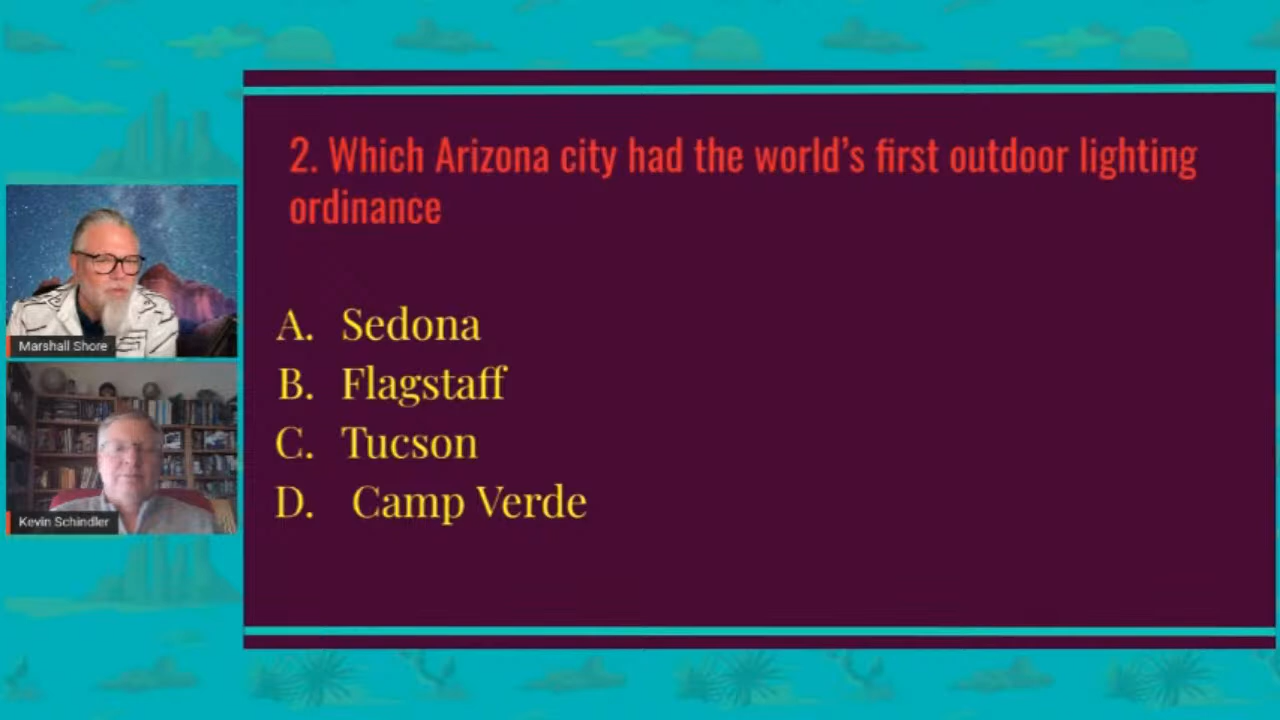 2. Which Arizona city had the world’s first outdoor lighting
ordinance
A. Sedona
B. Flagstaff
C. Tucson
D. Camp Verde
Marshall Shore
Kevin Schindler